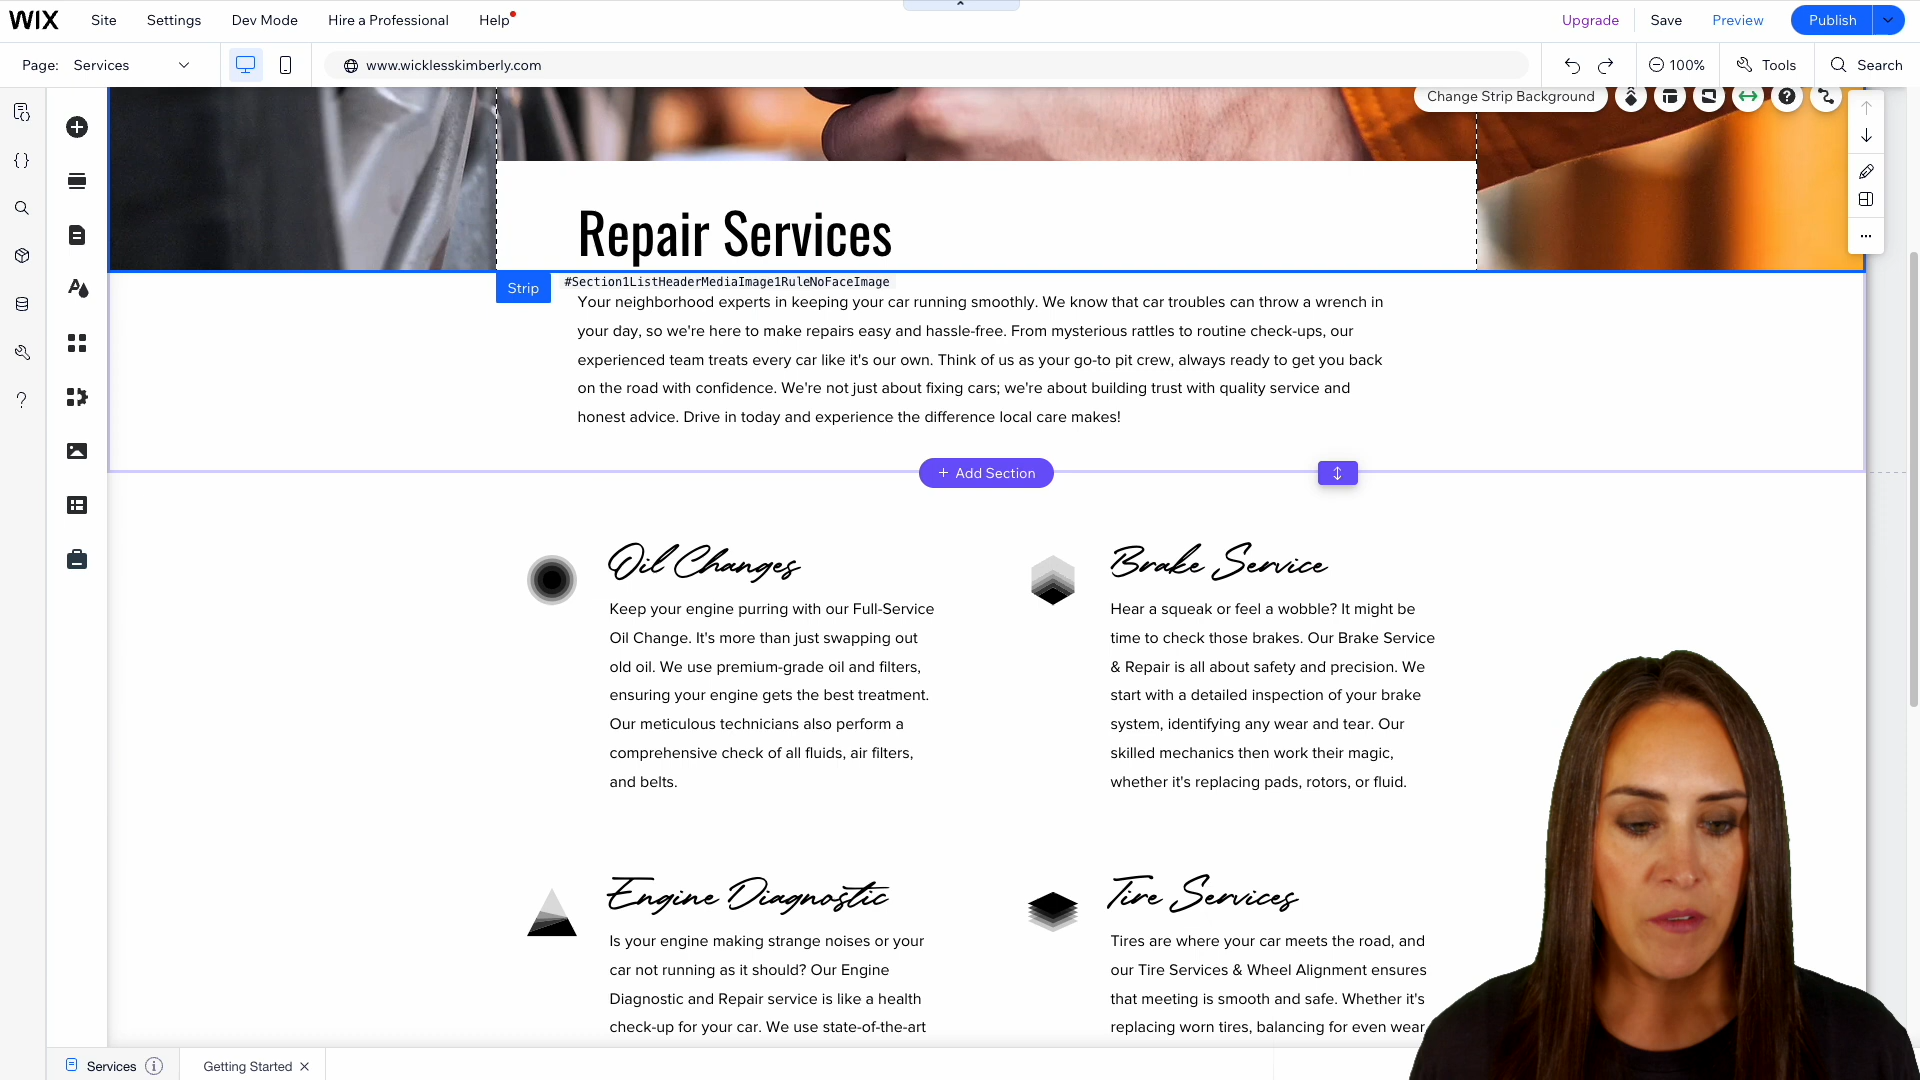 WIX Site Settings Dev Mode Hire a Professional Help Upgrade Save Preview Publish
Page: Services www.wicklesskimberly.com 100% Tools Search
Change Strip Background
Repair Services
Strip #Section1ListHeaderMediaImage1RuleNoFaceImage
Your neighborhood experts in keeping your car running smoothly. We know that car troubles can throw a wrench in
your day, so we're here to make repairs easy and hassle-free. From mysterious rattles to routine check-ups, our
experienced team treats every car like it's our own. Think of us as your go-to pit crew, always ready to get you back
on the road with confidence. We're not just about fixing cars; we're about building trust with quality service and
honest advice. Drive in today and experience the difference local care makes!
+ Add Section
Oil Changes
Keep your engine purring with our Full-Service
Oil Change. It's more than just swapping out
old oil. We use premium-grade oil and filters,
ensuring your engine gets the best treatment.
Our meticulous technicians also perform a
comprehensive check of all fluids, air filters,
and belts.
Brake Service
Hear a squeak or feel a wobble? It might be
time to check those brakes. Our Brake Service
& Repair is all about safety and precision. We
start with a detailed inspection of your brake
system, identifying any wear and tear. Our
skilled mechanics then work their magic,
whether it's replacing pads, rotors, or fluid.
Engine Diagnostic
Is your engine making strange noises or your
car not running as it should? Our Engine
Diagnostic and Repair service is like a health
check-up for your car. We use state-of-the-art
Tire Services
Tires are where your car meets the road, and
our Tire Services & Wheel Alignment ensures
that meeting is smooth and safe. Whether it's
replacing worn tires, balancing for even wear
Services Getting Started